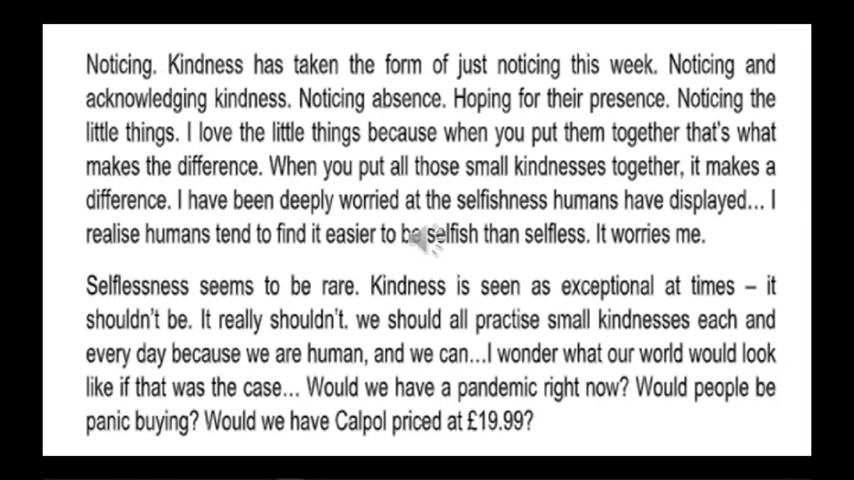 Noticing. Kindness has taken the form of just noticing this week. Noticing and
acknowledging kindness. Noticing absence. Hoping for their presence. Noticing the
little things. I love the little things because when you put them together that's what
makes the difference. When you put all those small kindnesses together, it makes a
difference. I have been deeply worried at the selfishness humans have displayed... I
realise humans tend to find it easier to be selfish than selfless. It worries me.
Selflessness seems to be rare. Kindness is seen as exceptional at times – it
shouldn't be. It really shouldn't. we should all practise small kindnesses each and
every day because we are human, and we can...I wonder what our world would look
like if that was the case... Would we have a pandemic right now? Would people be
panic buying? Would we have Calpol priced at £19.99?